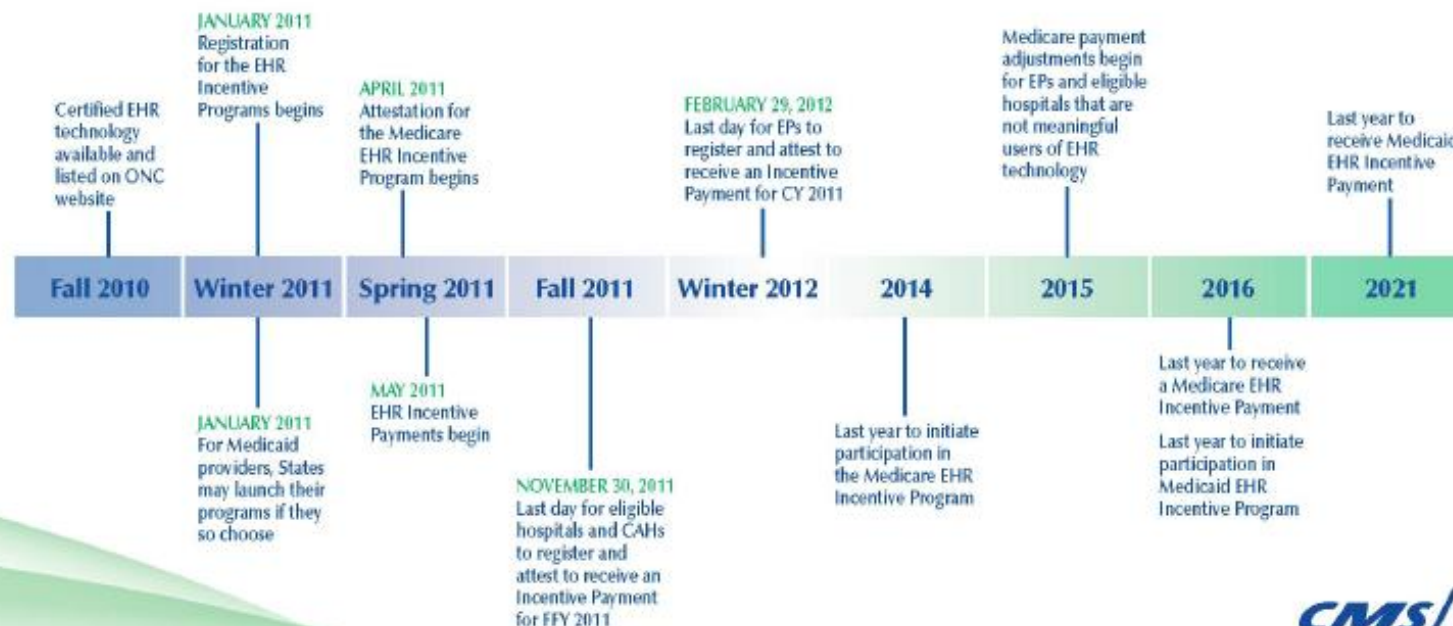 JANUARY 2011
Registration
for the EHR
Incentive
Programs begins
Certified EHR
technology
available and
listed on ONC
website
APRIL 2011
Attestation for
the Medicare
EHR Incentive
Program begins
FEBRUARY 29, 2012
Last day for EPs to
register and attest to
receive an Incentive
Payment for CY 2011
Medicare payment
adjustments begin
for EPs and eligible
hospitals that are
not meaningful
users of EHR
technology
Last year to
receive Medicaid
EHR Incentive
Payment
Fall 2010
Winter 2011
Spring 2011
Fall 2011
Winter 2012
2014
2015
2016
2021
JANUARY 2011
For Medicaid
providers, States
may launch their
programs if they
so choose
MAY 2011
EHR Incentive
Payments begin
NOVEMBER 30, 2011
Last day for eligible
hospitals and CAHs
to register and
attest to receive an
Incentive Payment
for FFY 2011
Last year to initiate
participation in
the Medicare EHR
Incentive Program
Last year to receive
a Medicare EHR
Incentive Payment
Last year to initiate
participation in
Medicaid EHR
Incentive Program
CMS